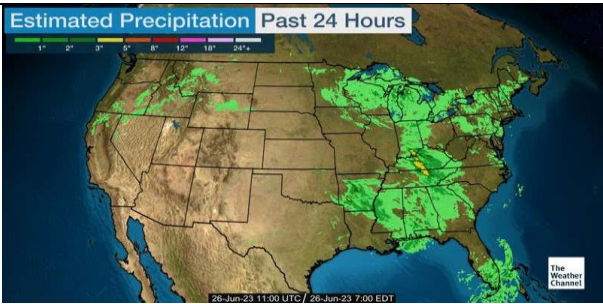 Estimated Precipitation Past 24 Hours
1" 2" 3" 5" 8" 12" 18" 24"+
The
Weather
Channel
26-Jun-23 11:00 UTC / 26-Jun-23 7:00 EDT